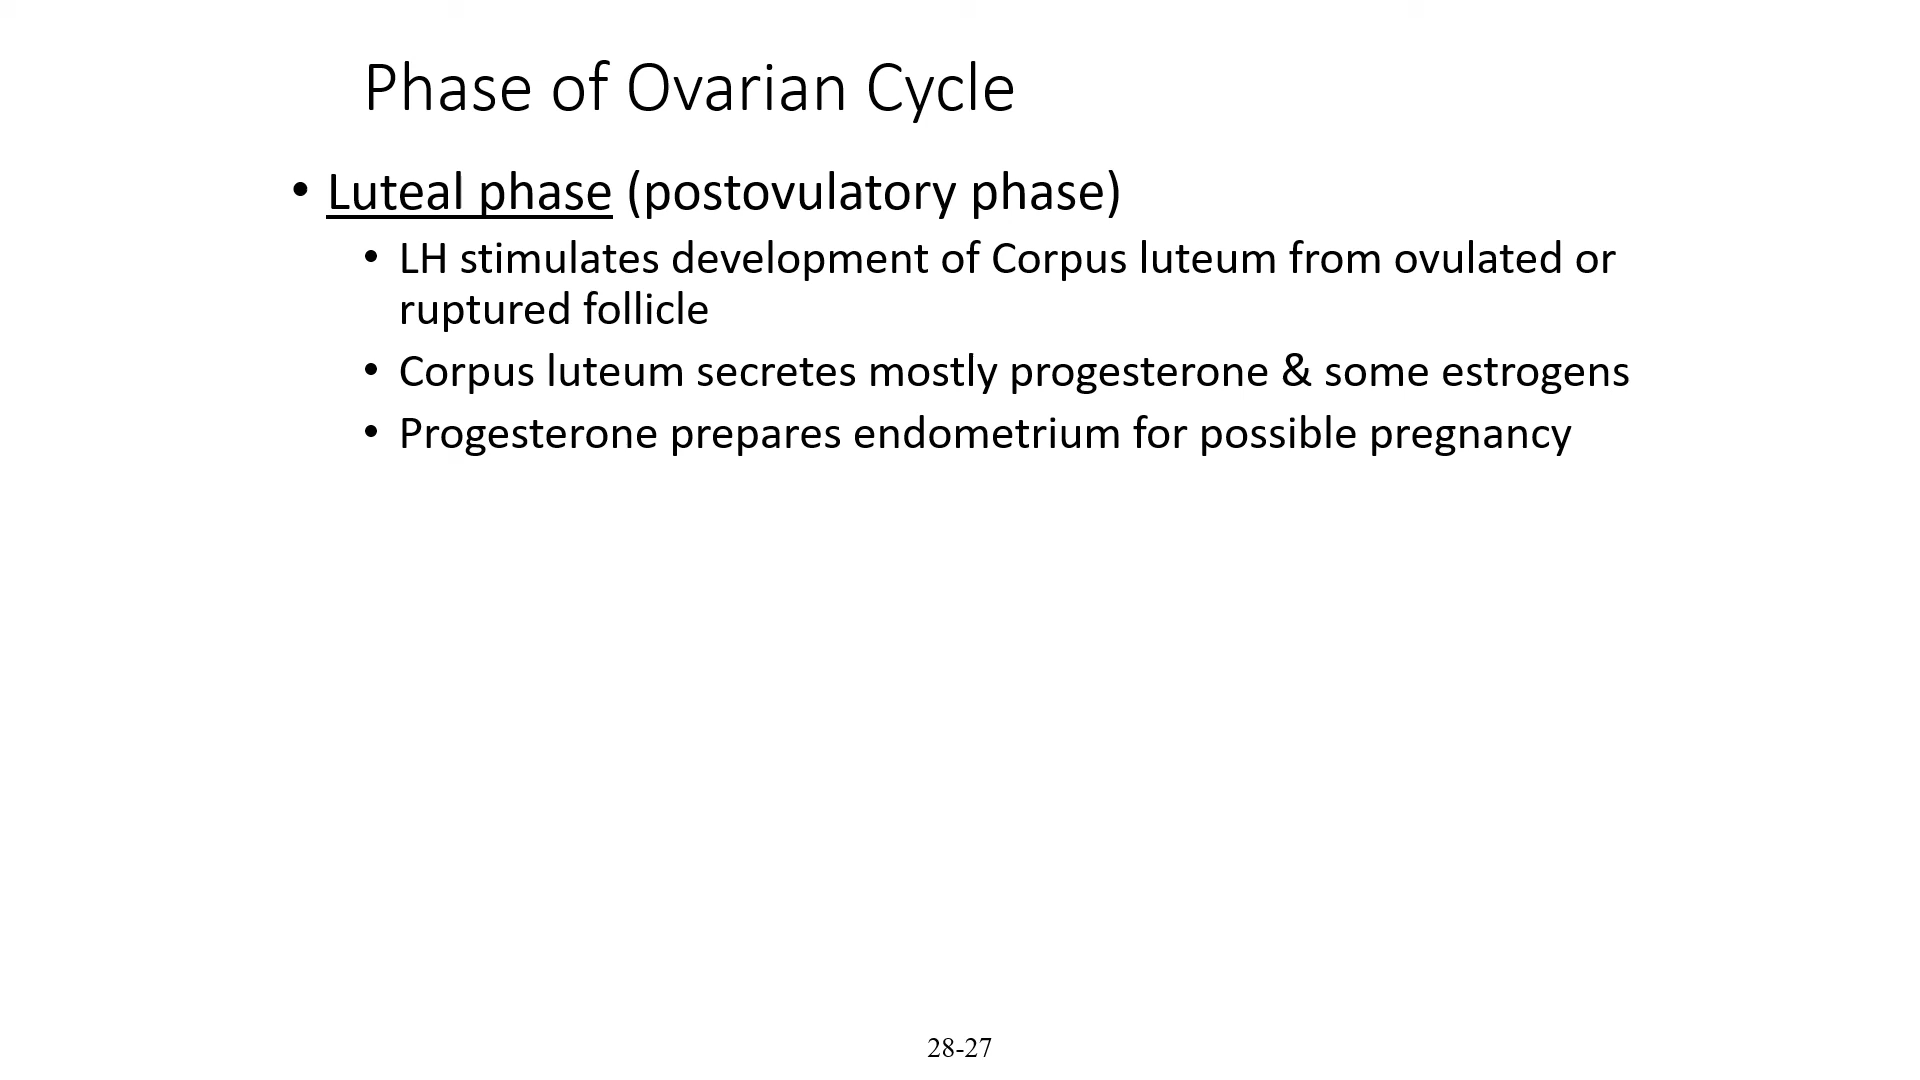 Phase of Ovarian Cycle
• Luteal phase (postovulatory phase)
• LH stimulates development of Corpus luteum from ovulated or
ruptured follicle
• Corpus luteum secretes mostly progesterone & some estrogens
• Progesterone prepares endometrium for possible pregnancy
28-27